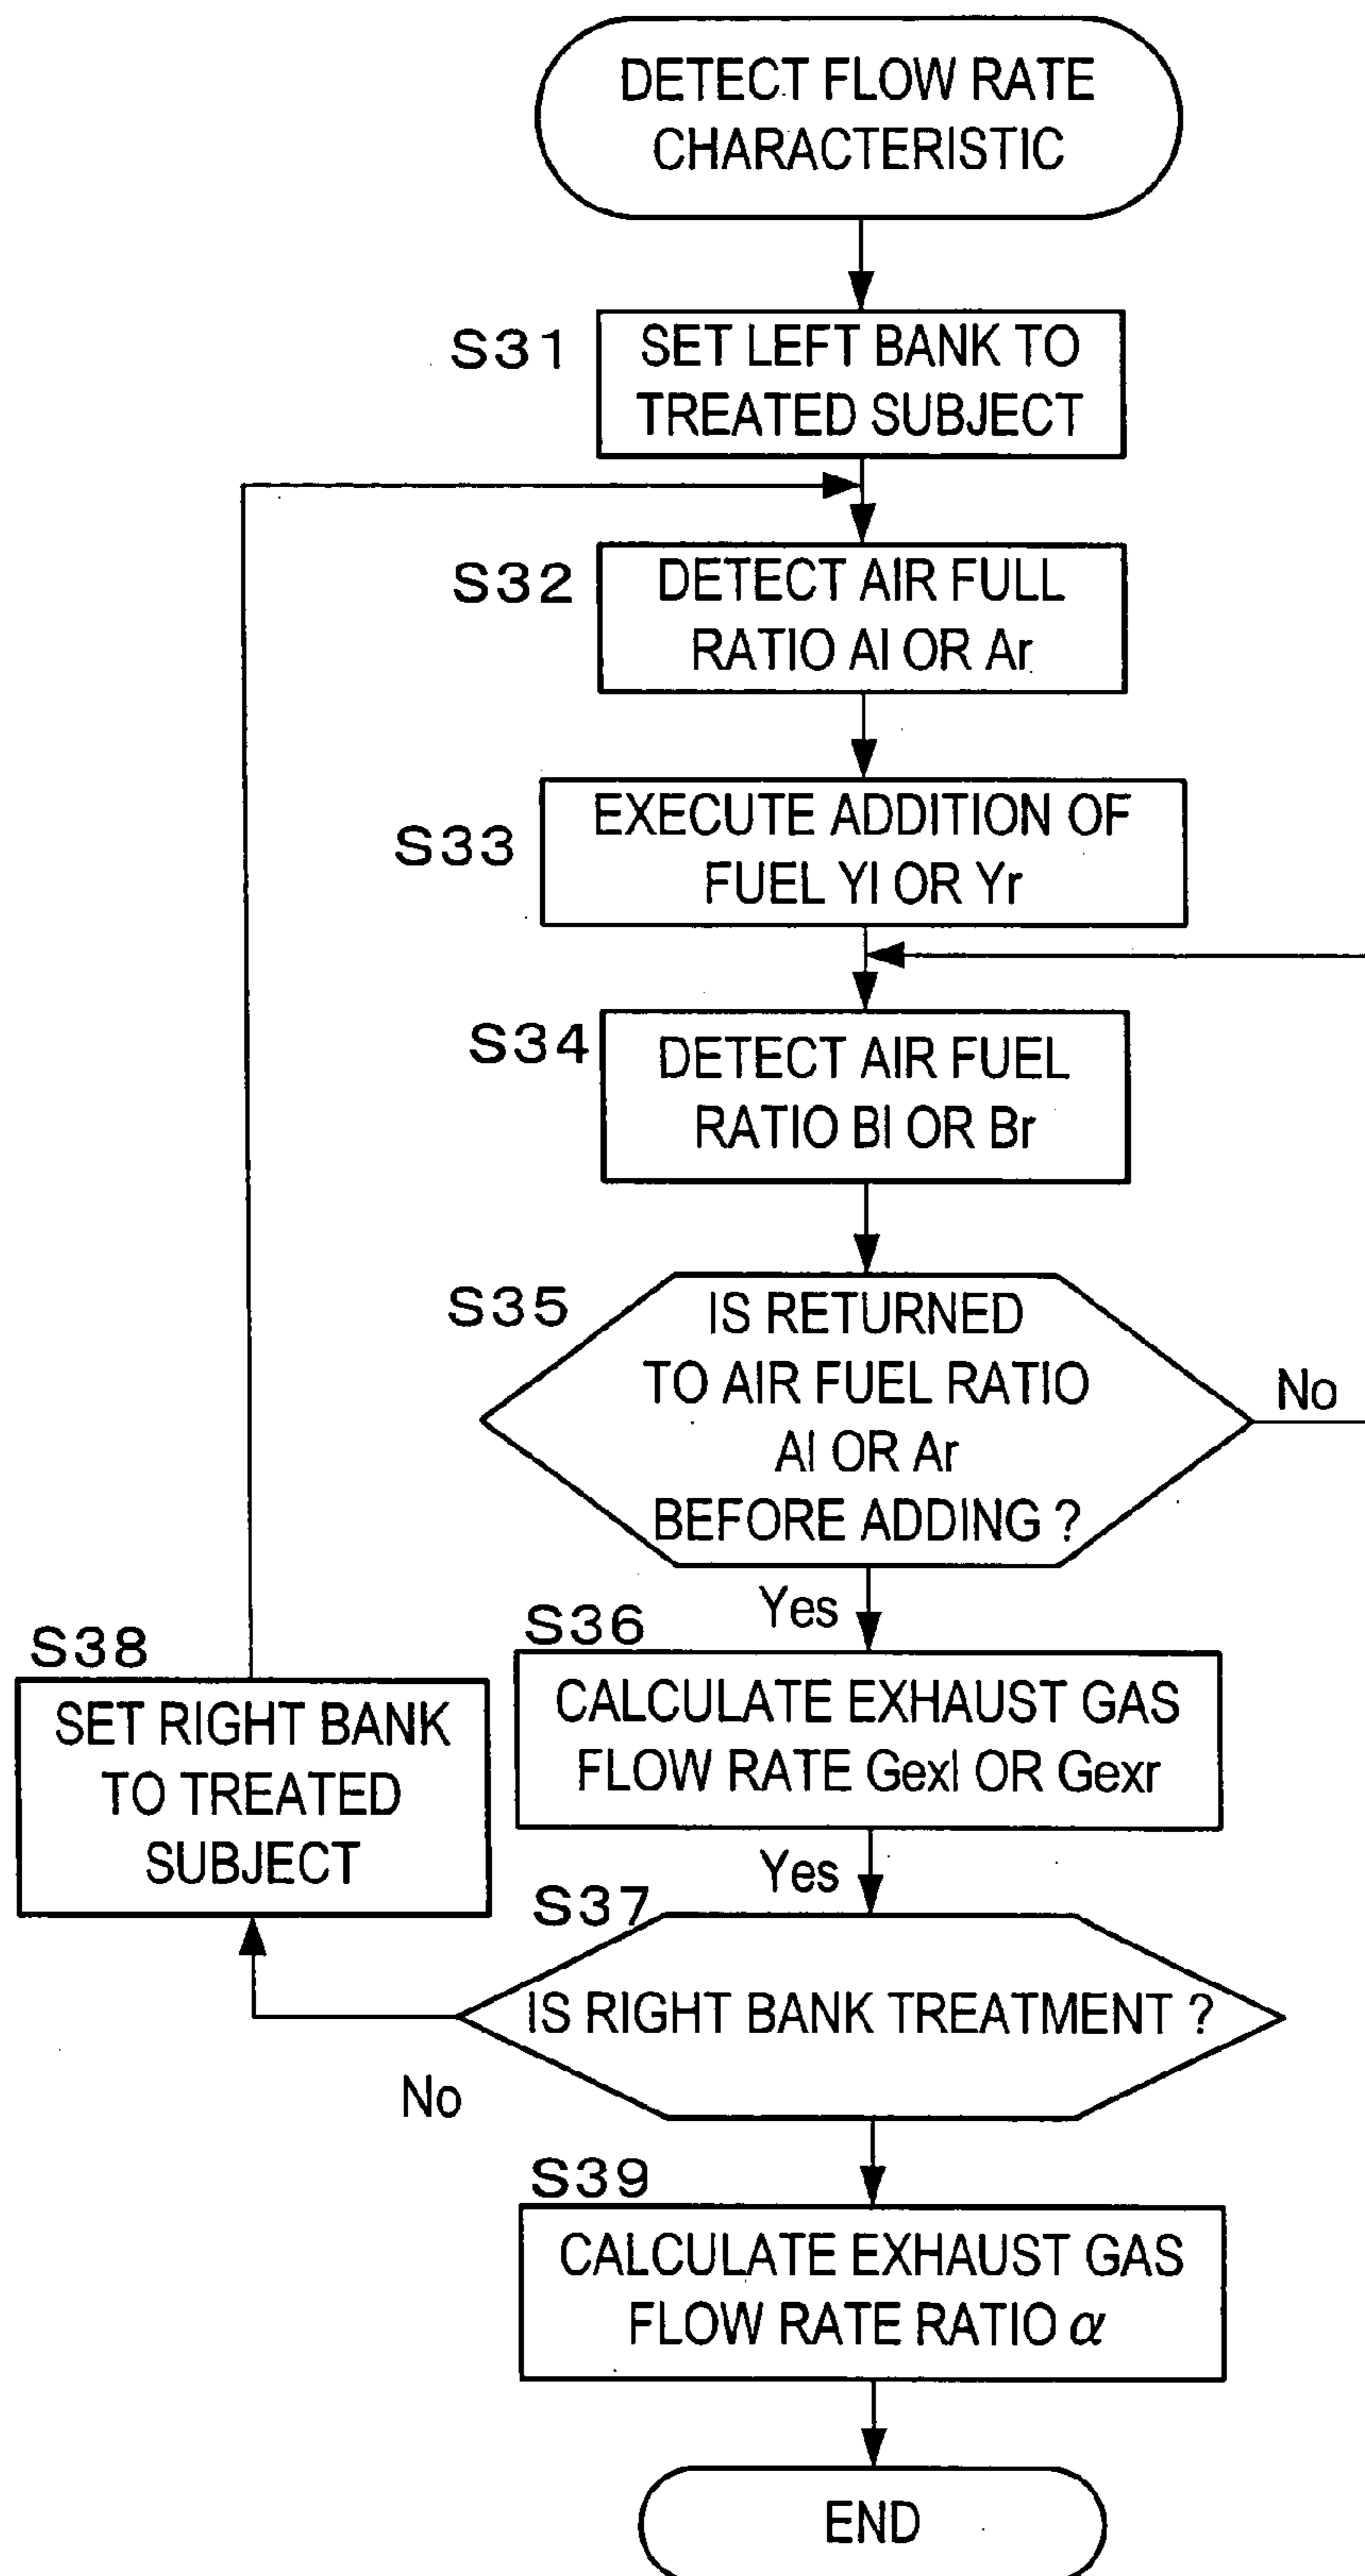 DETECT FLOW RATE
CHARACTERISTIC
S31
SET LEFT BANK TO
TREATED SUBJECT
S32
DETECT AIR FULL
RATIO Al OR Ar
S33
EXECUTE ADDITION OF
FUEL Yl OR Yr
S34
DETECT AIR FUEL
RATIO Bl OR Br
S35
IS RETURNED
TO AIR FUEL RATIO
Al OR Ar
BEFORE ADDING ?
No
Yes
S36
CALCULATE EXHAUST GAS
FLOW RATE Gexl OR Gexr
Yes
S37
IS RIGHT BANK TREATMENT ?
No
S38
SET RIGHT BANK
TO TREATED
SUBJECT
S39
CALCULATE EXHAUST GAS
FLOW RATE RATIO α
END